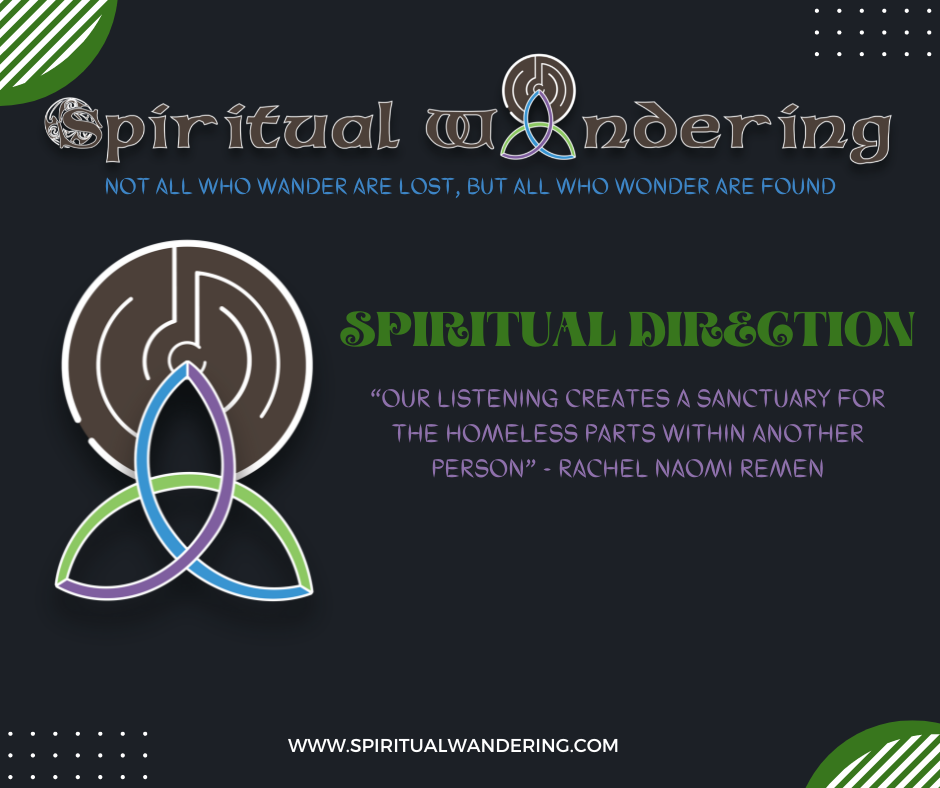 Spiritual Wandering
NOT ALL WHO WANDER ARE LOST, BUT ALL WHO WONDER ARE FOUND
SPIRITUAL DIRECTION
“OUR LISTENING CREATES A SANCTUARY FOR
THE HOMELESS PARTS WITHIN ANOTHER
PERSON” - RACHEL NAOMI REMEN
WWW.SPIRITUALWANDERING.COM